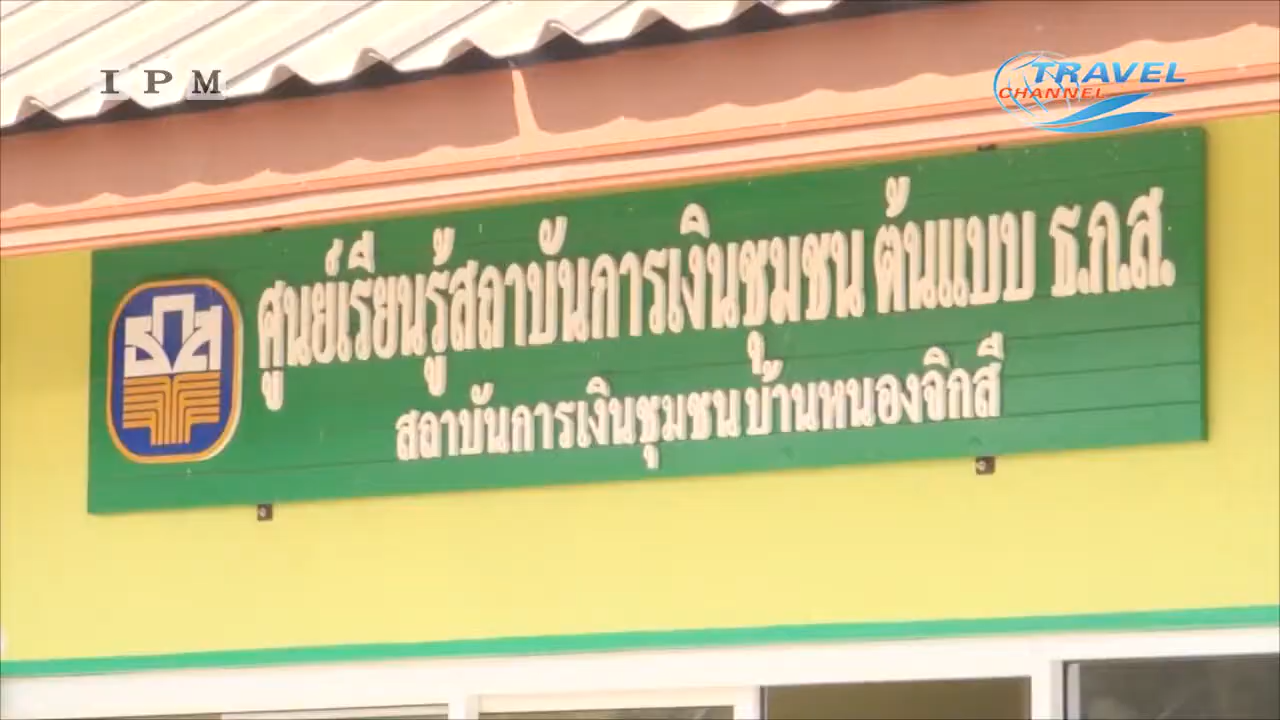 IPM
TRAVEL
CHANNEL
ศูนย์เรียนรู้สถาบันการเงินชุมชน ต้นแบบ ธ.ก.ส.
ธกส
สถาบันการเงินชุมชนบ้านหนองจิกสี